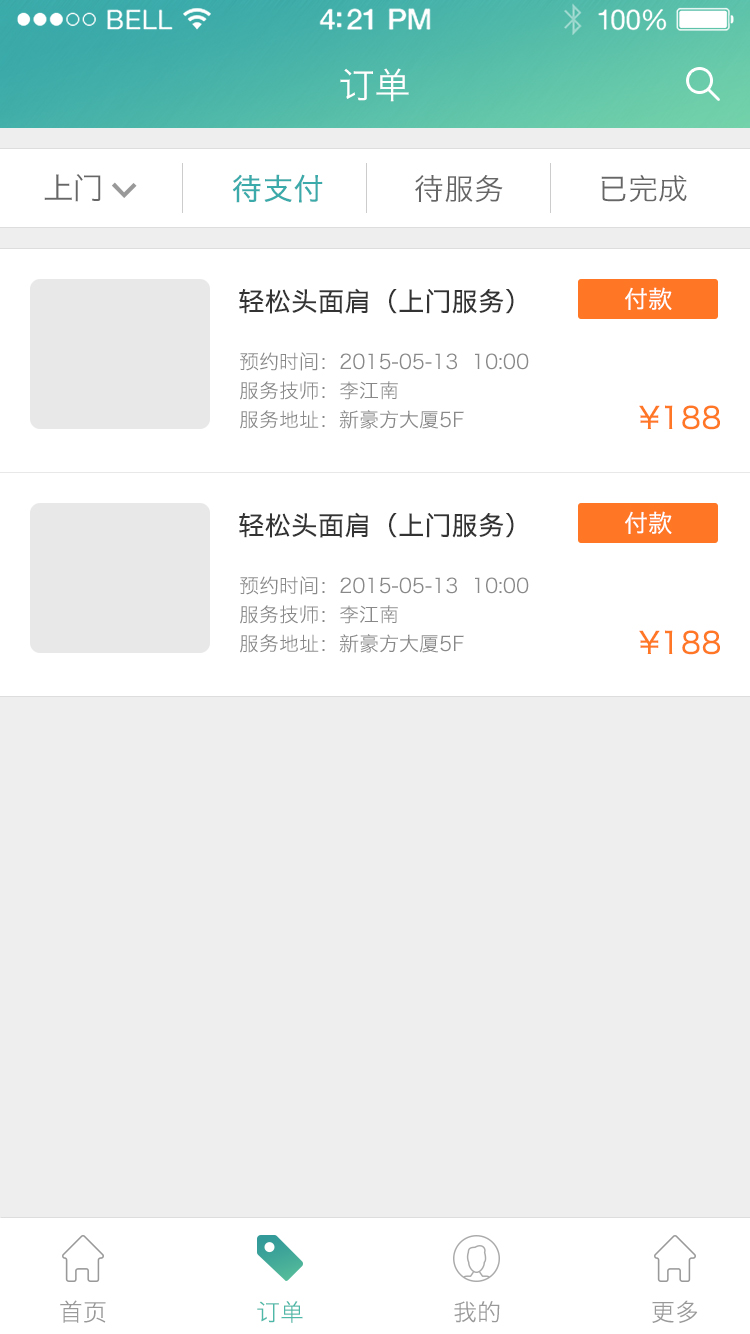 BELL 4:21 PM 100%
订单
上门 待支付 待服务 已完成
轻松头面肩（上门服务） 付款
预约时间：2015-05-13 10:00
服务技师：李江南
服务地址：新豪方大厦5F ¥188
轻松头面肩（上门服务） 付款
预约时间：2015-05-13 10:00
服务技师：李江南
服务地址：新豪方大厦5F ¥188
首页 订单 我的 更多